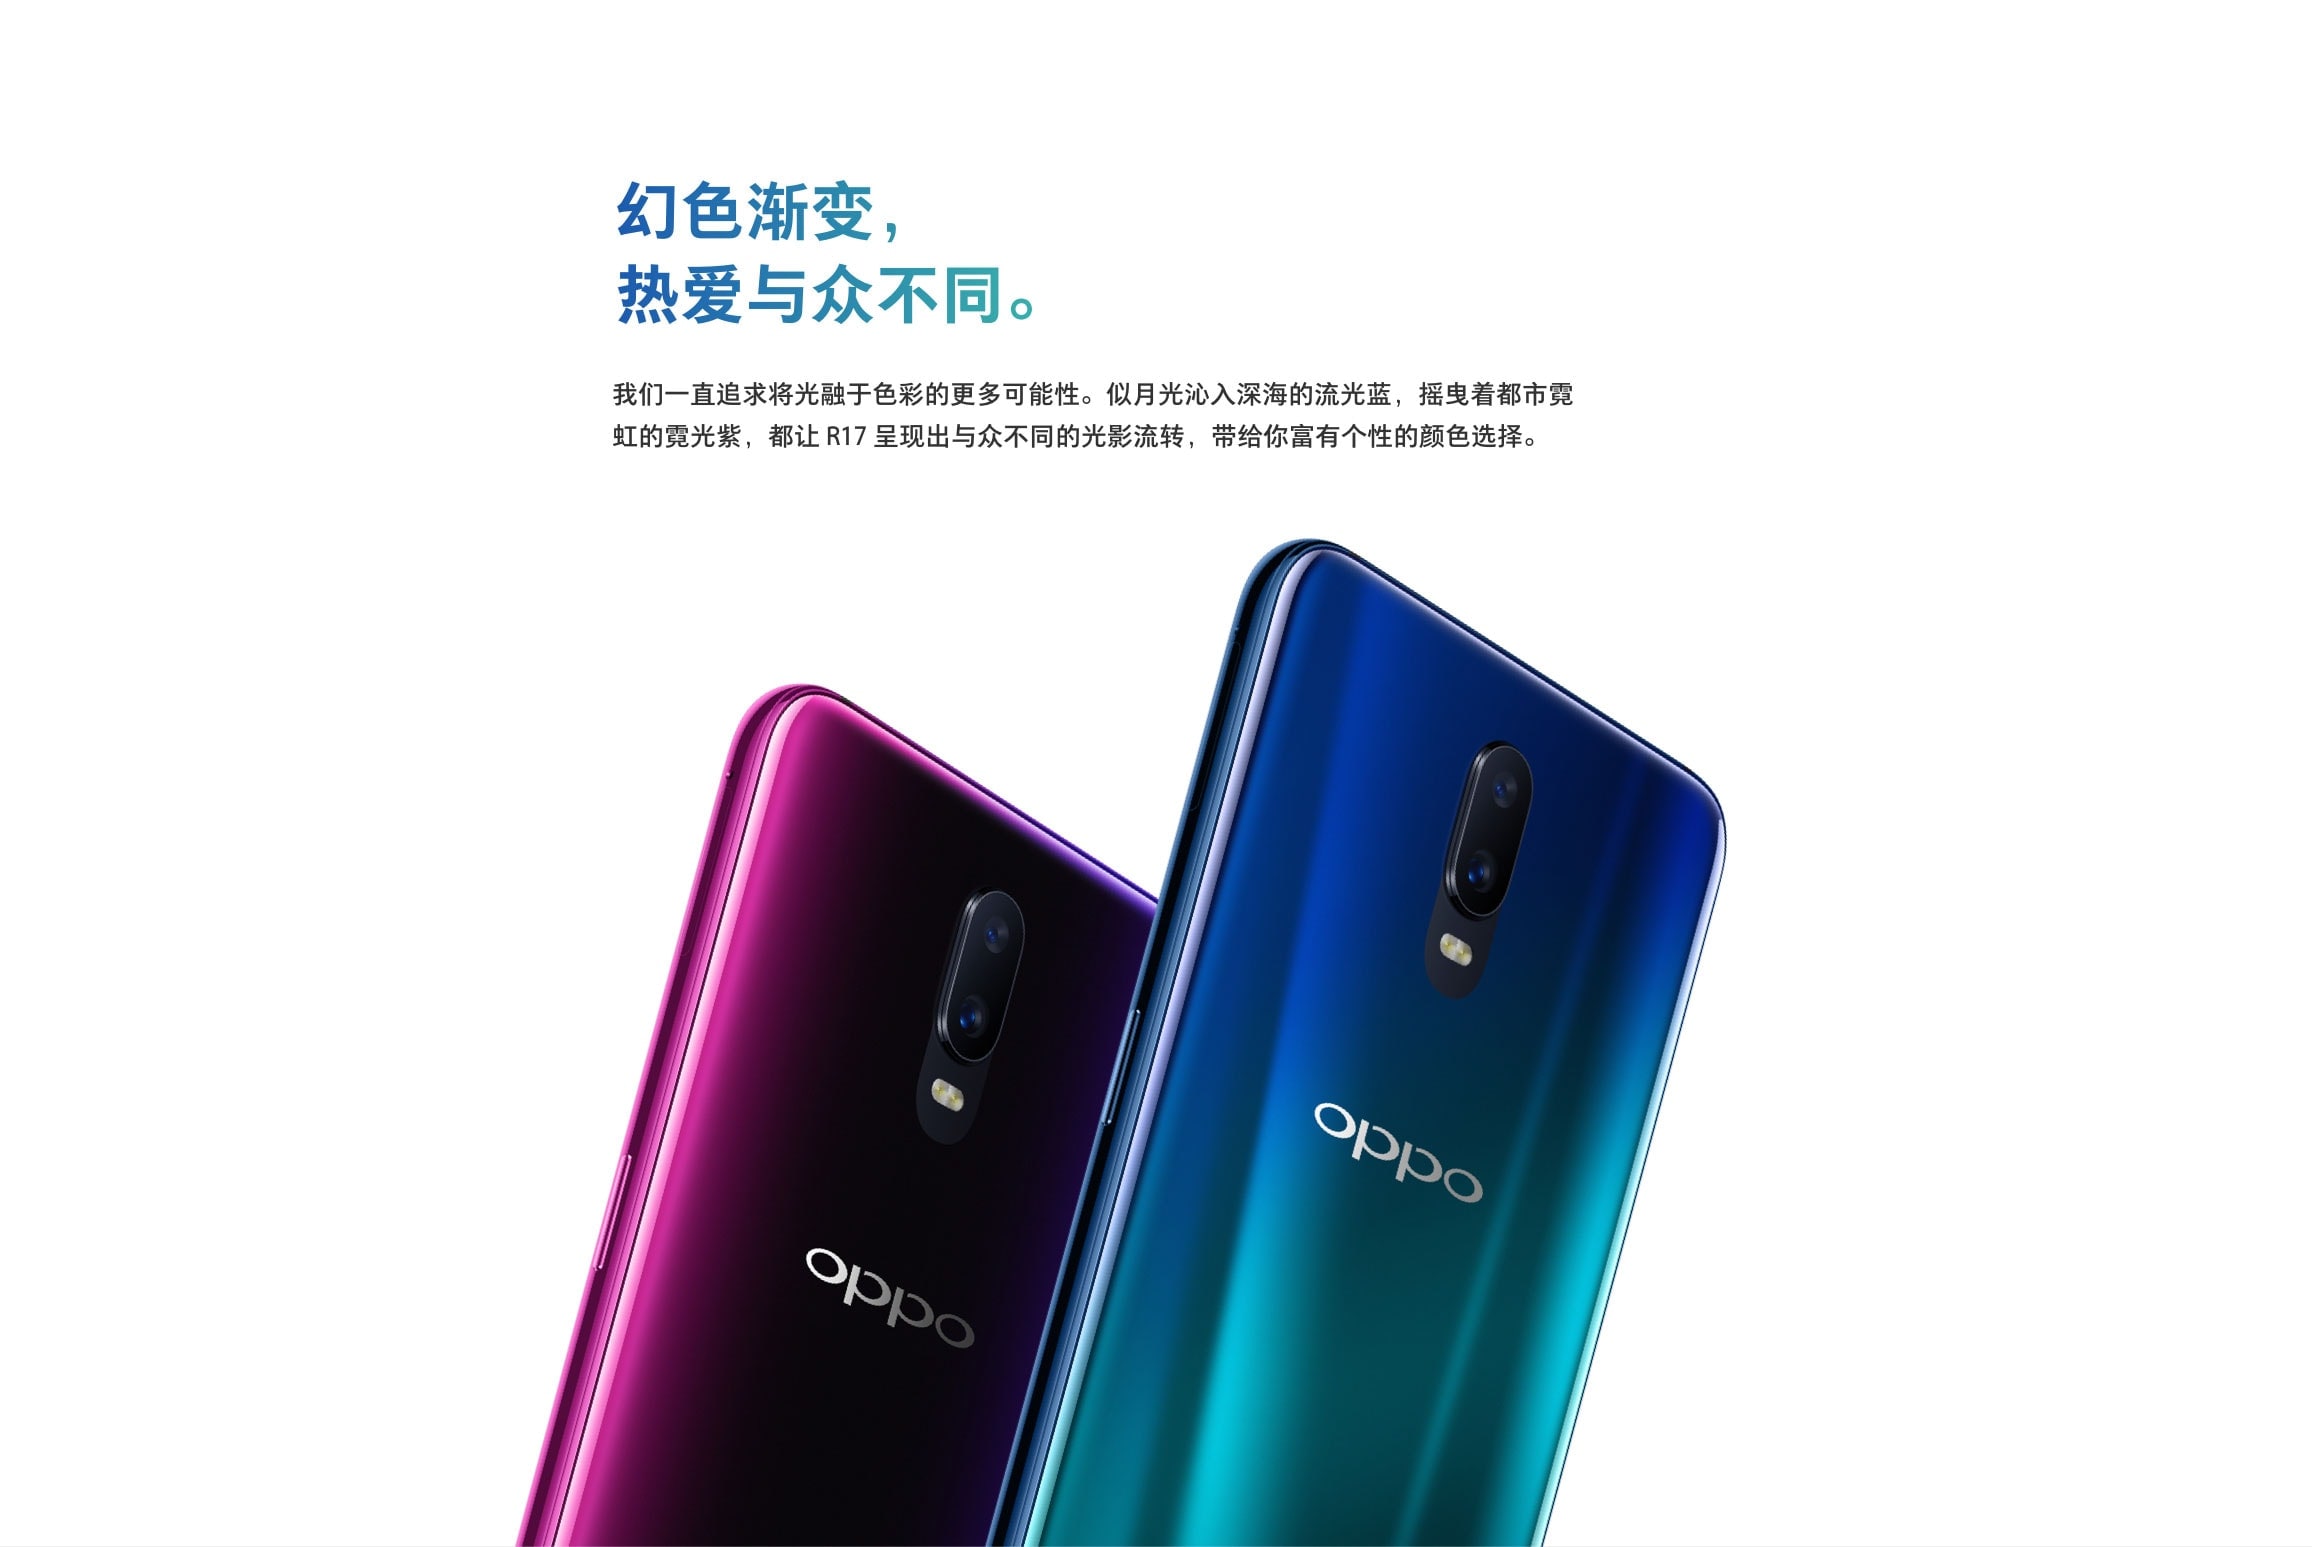 幻色渐变，
热爱与众不同。
我们一直追求将光融于色彩的更多可能性。似月光沁入深海的流光蓝，摇曳着都市霓
虹的霓光紫，都让 R17 呈现出与众不同的光影流转，带给你富有个性的颜色选择。
oppo
oppo